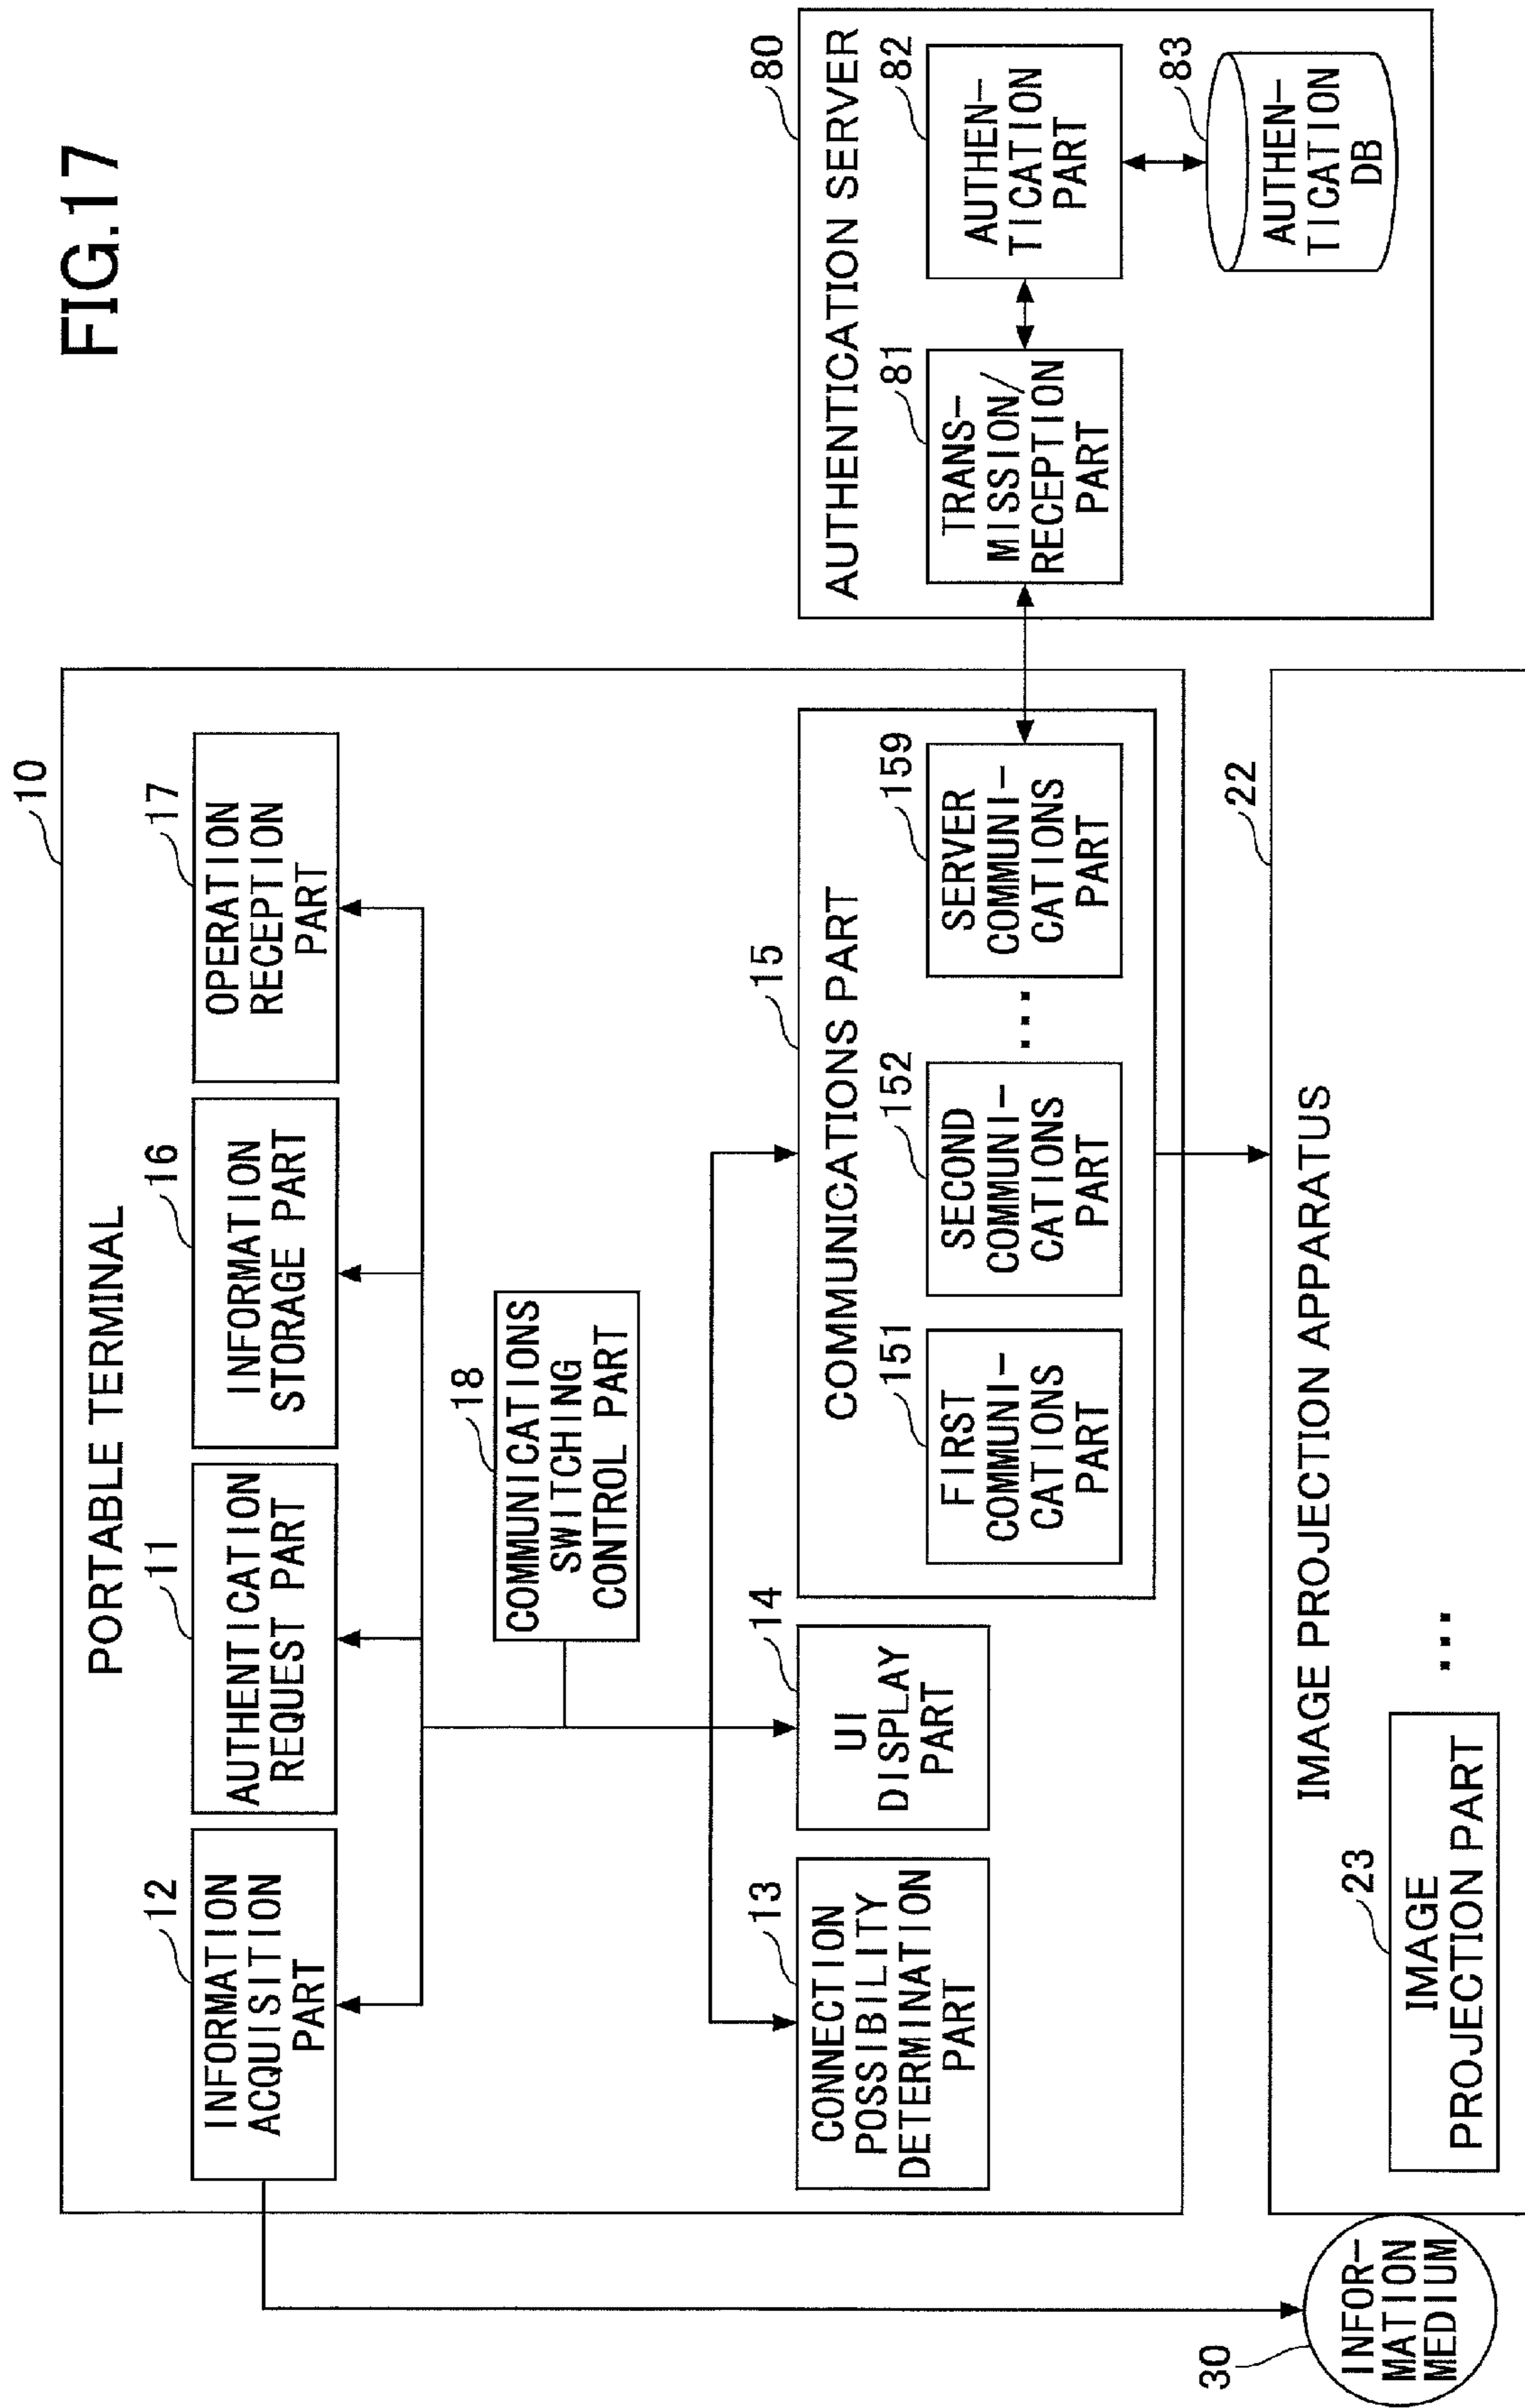 FIG.17
10
PORTABLE TERMINAL
12
INFORMATION
ACQUISITION
PART
11
AUTHENTICATION
REQUEST PART
16
INFORMATION
STORAGE PART
17
OPERATION
RECEPTION
PART
18
COMMUNICATIONS
SWITCHING
CONTROL PART
13
CONNECTION
POSSIBILITY
DETERMINATION
PART
14
UI
DISPLAY
PART
15
COMMUNICATIONS PART
151
FIRST
COMMUNI-
CATIONS
PART
152
SECOND
COMMUNI-
CATIONS
PART
...
159
SERVER
COMMUNI-
CATIONS
PART
80
AUTHENTICATION SERVER
81
TRANS-
MISSION/
RECEPTION
PART
82
AUTHEN-
TICATION
PART
83
AUTHEN-
TICATION
DB
30
INFOR-
MATION
MEDIUM
22
IMAGE PROJECTION APPARATUS
23
IMAGE
PROJECTION PART
...